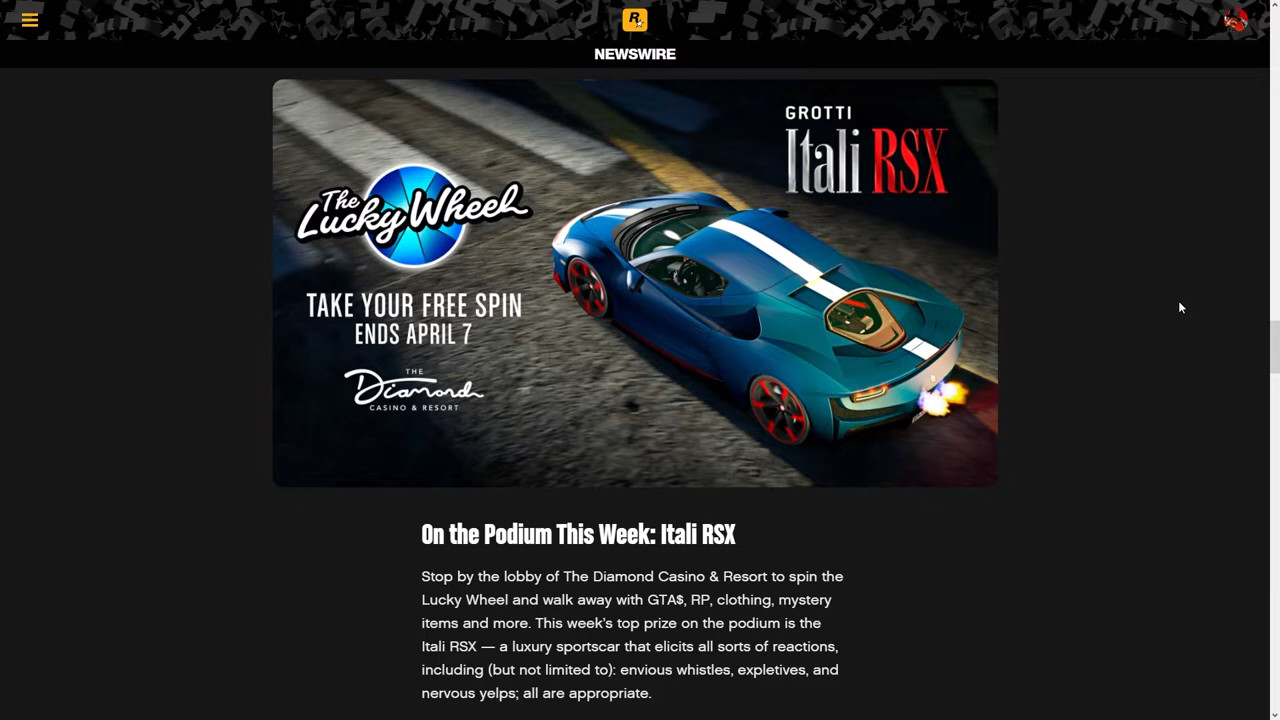 R
NEWSWIRE
GROTTI
Itali RSX
The
Lucky Wheel
TAKE YOUR FREE SPIN
ENDS APRIL 7
THE
Diamond
CASINO & RESORT
On the Podium This Week: Itali RSX
Stop by the lobby of The Diamond Casino & Resort to spin the
Lucky Wheel and walk away with GTA$, RP, clothing, mystery
items and more. This week's top prize on the podium is the
Itali RSX — a luxury sportscar that elicits all sorts of reactions,
including (but not limited to): envious whistles, expletives, and
nervous yelps; all are appropriate.